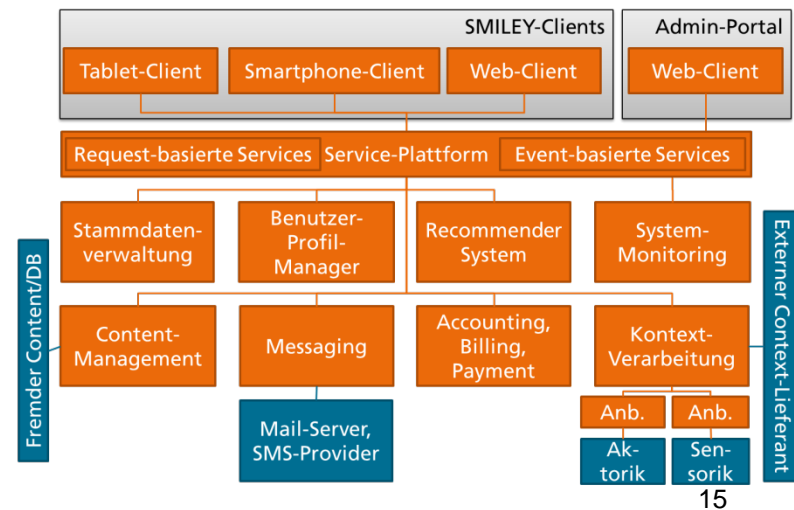 SMILEY-Clients
Admin-Portal
Tablet-Client
Smartphone-Client
Web-Client
Web-Client
Request-basierte Services
Service-Plattform
Event-basierte Services
Stammdaten-
verwaltung
Benutzer-
Profil-
Manager
Recommender
System
System-
Monitoring
Fremder Content/DB
Externer Context-Lieferant
Content-
Management
Messaging
Accounting,
Billing,
Payment
Kontext-
Verarbeitung
Mail-Server,
SMS-Provider
Anb.
Anb.
Ak-
torik
Sen-
sorik
15